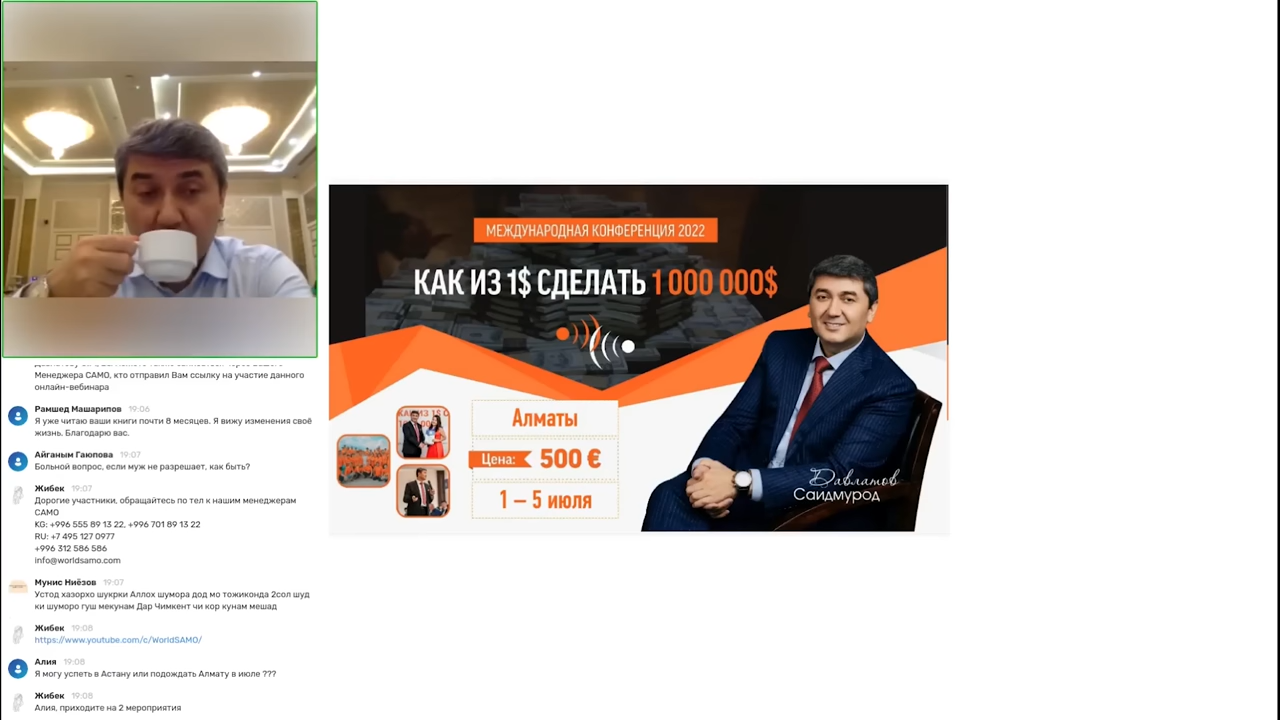 Менеджера САМО, кто отправил Вам ссылку на участие данного
онлайн-вебинара
Рамшед Машарипов 19:06
Я уже читаю ваши книги почти 8 месяцев. Я вижу изменения своё
жизнь. Благодарю вас.
Айганым Гаюпова 19:07
Больной вопрос, если муж не разрешает, как быть?
Жибек 19:07
Дорогие участники, обращайтесь по тел к нашим менеджерам
САМО
KG: +996 555 89 13 22, +996 701 89 13 22
RU: +7 495 127 0977
+996 312 586 586
info@worldsamo.com
Мунис Ниёзов 19:07
Устод хазорхо шукрки Аллох шумора дод мо тожиконда 2сол шуд
ки шуморо гуш мекунам Дар Чимкент чи кор кунам мешад
Жибек 19:08
https://www.youtube.com/c/WorldSAMO/
Алия 19:08
Я могу успеть в Астану или подождать Алмату в июле ???
Жибек 19:08
Алия, приходите на 2 мероприятия
МЕЖДУНАРОДНАЯ КОНФЕРЕНЦИЯ 2022
КАК ИЗ 1$ СДЕЛАТЬ 1 000 000$
Алматы
Цена: 500 €
1 – 5 июля
Давлатов
Саидмурод